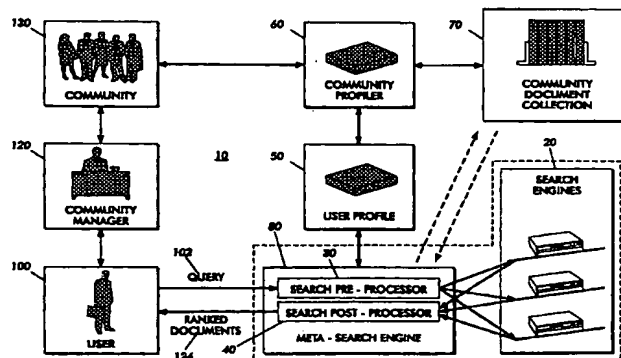 130
COMMUNITY
60
COMMUNITY
PROFILER
70
COMMUNITY
DOCUMENT
COLLECTION
120
COMMUNITY
MANAGER
10
50
USER PROFILE
20
SEARCH
ENGINES
100
USER
102
QUERY
RANKED
DOCUMENTS
124
80
30
SEARCH PRE - PROCESSOR
SEARCH POST - PROCESSOR
40
META - SEARCH ENGINE